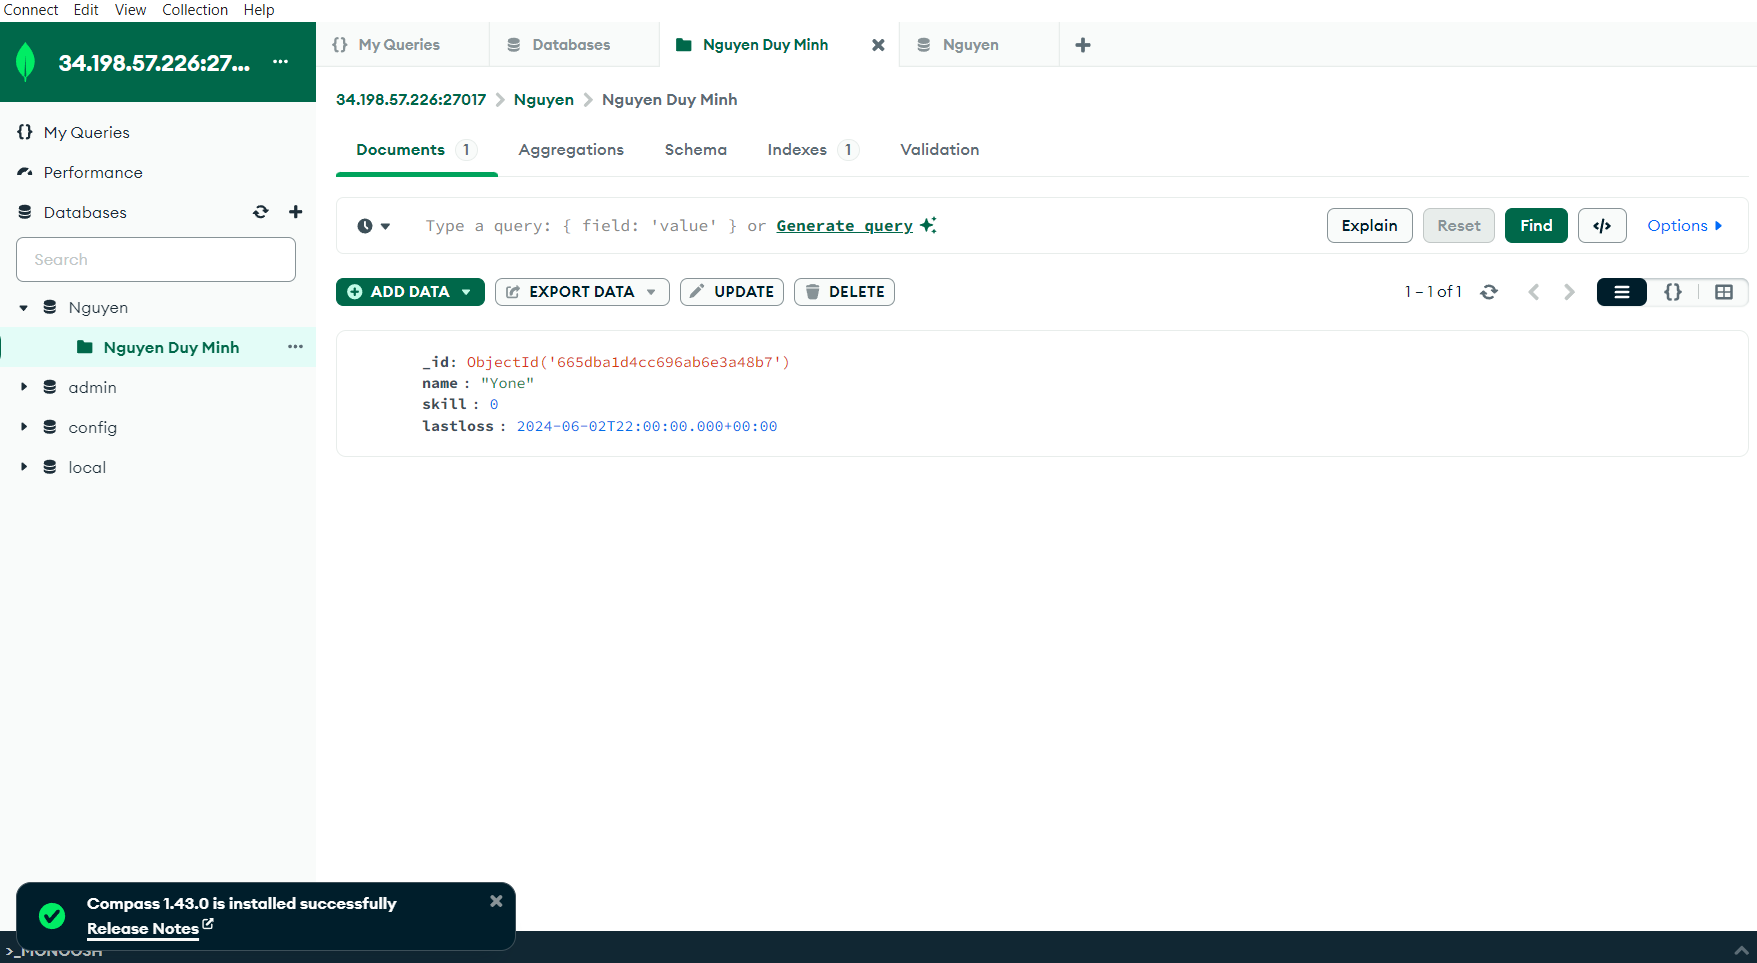 Connect Edit View Collection Help
34.198.57.226:27...
My Queries
Performance
Databases
Search
Nguyen
Nguyen Duy Minh
admin
config
local
My Queries
Databases
Nguyen Duy Minh
Nguyen
34.198.57.226:27017 > Nguyen > Nguyen Duy Minh
Documents 1 Aggregations Schema Indexes 1 Validation
Type a query: { field: 'value' } or Generate query
Explain Reset Find </> Options
ADD DATA EXPORT DATA UPDATE DELETE
1 – 1 of 1
{}
_id: ObjectId('665dba1d4cc696ab6e3a48b7')
name : "Yone"
skill : 0
lastloss : 2024-06-02T22:00:00.000+00:00
Compass 1.43.0 is installed successfully
Release Notes
>_MONGOSH